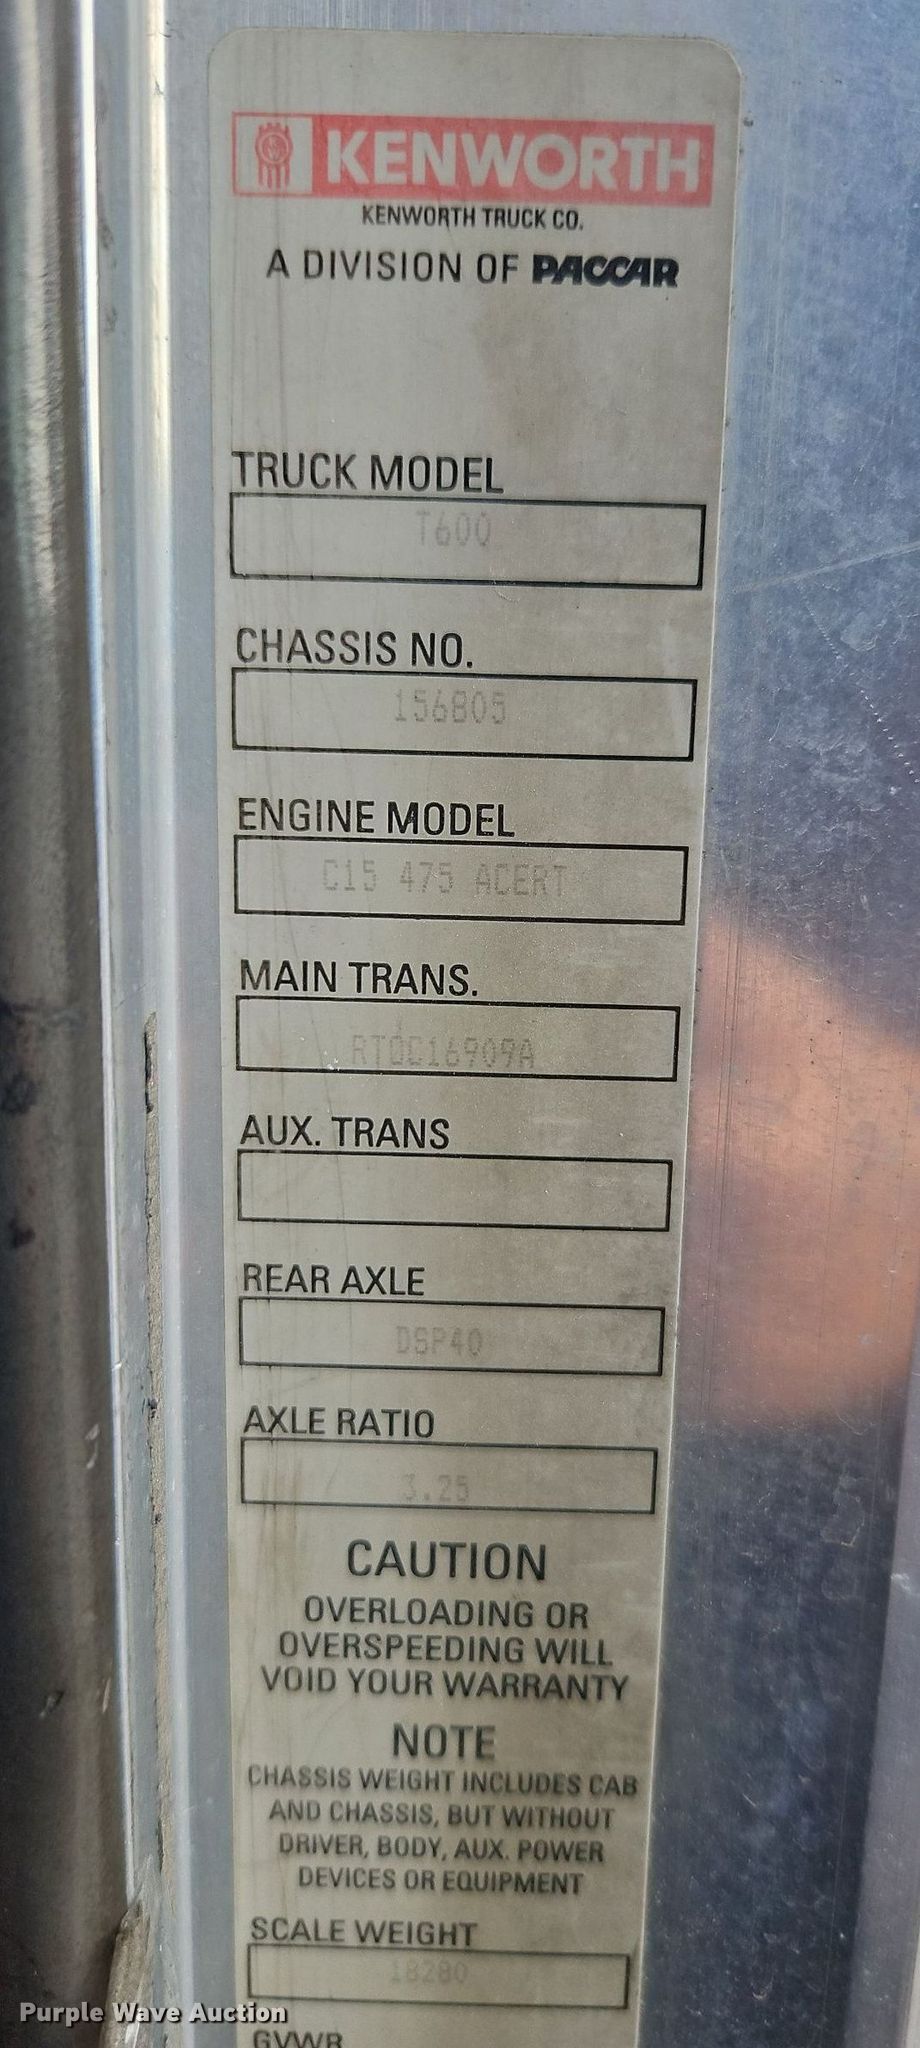 KENWORTH
KENWORTH TRUCK CO.
A DIVISION OF PACCAR
TRUCK MODEL
T600
CHASSIS NO.
156805
ENGINE MODEL
C15 475 ACERT
MAIN TRANS.
RTOC16909A
AUX. TRANS
REAR AXLE
DSP40
AXLE RATIO
3.25
CAUTION
OVERLOADING OR
OVERSPEEDING WILL
VOID YOUR WARRANTY
NOTE
CHASSIS WEIGHT INCLUDES CAB
AND CHASSIS, BUT WITHOUT
DRIVER, BODY, AUX. POWER
DEVICES OR EQUIPMENT
SCALE WEIGHT
18280
GVWR
Purple Wave Auction